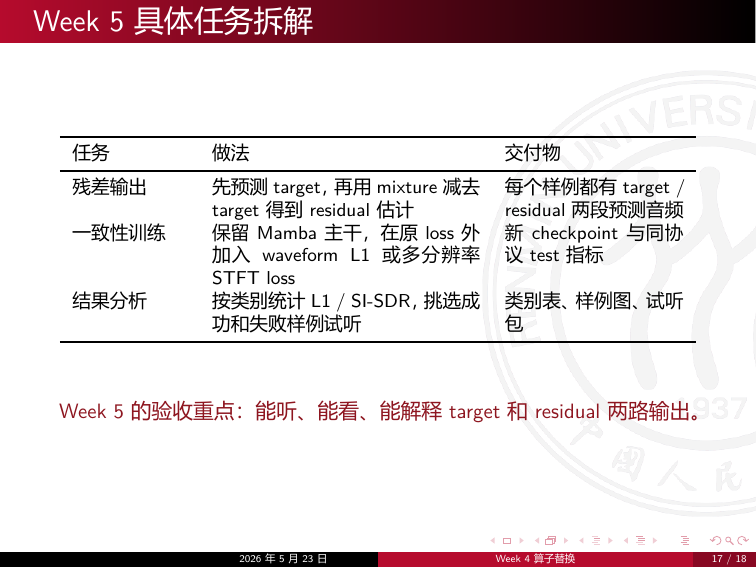 Week 5 具体任务拆解
任务 做法 交付物
残差输出 先预测 target, 再用 mixture 减去 每个样例都有 target /
target 得到 residual 估计 residual 两段预测音频
一致性训练 保留 Mamba 主干，在原 loss 外 新 checkpoint 与同协
加入 waveform L1 或多分辨率 议 test 指标
STFT loss
结果分析 按类别统计 L1 / SI-SDR, 挑选成 类别表、样例图、试听
功和失败样例试听 包
Week 5 的验收重点：能听、能看、能解释 target 和 residual 两路输出。
UNIVERSITY
1937
中国人民
2026 年 5 月 23 日 Week 4 算子替换 17 / 18